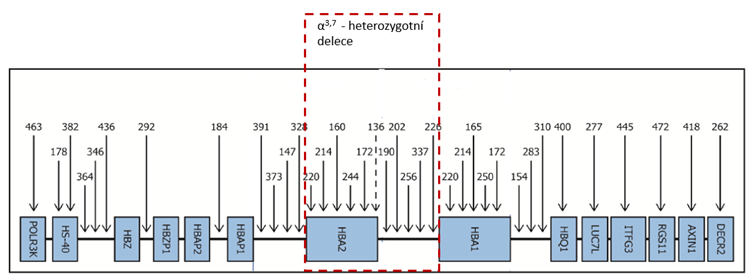 α3,7 - heterozygotní
delece
463 382 436 292 184 391 328 160 136 202 226 165 310 400 277 445 472 418 262
178 346 147 214 172 190 337 214 172 283
364 373 220 244 256 220 250 154
POLR3K HS-40 HBZ HBZP1 HBAP2 HBAP1 HBA2 HBA1 HBQ1 LUC7L ITFG3 RGS11 AXIN1 DECR2